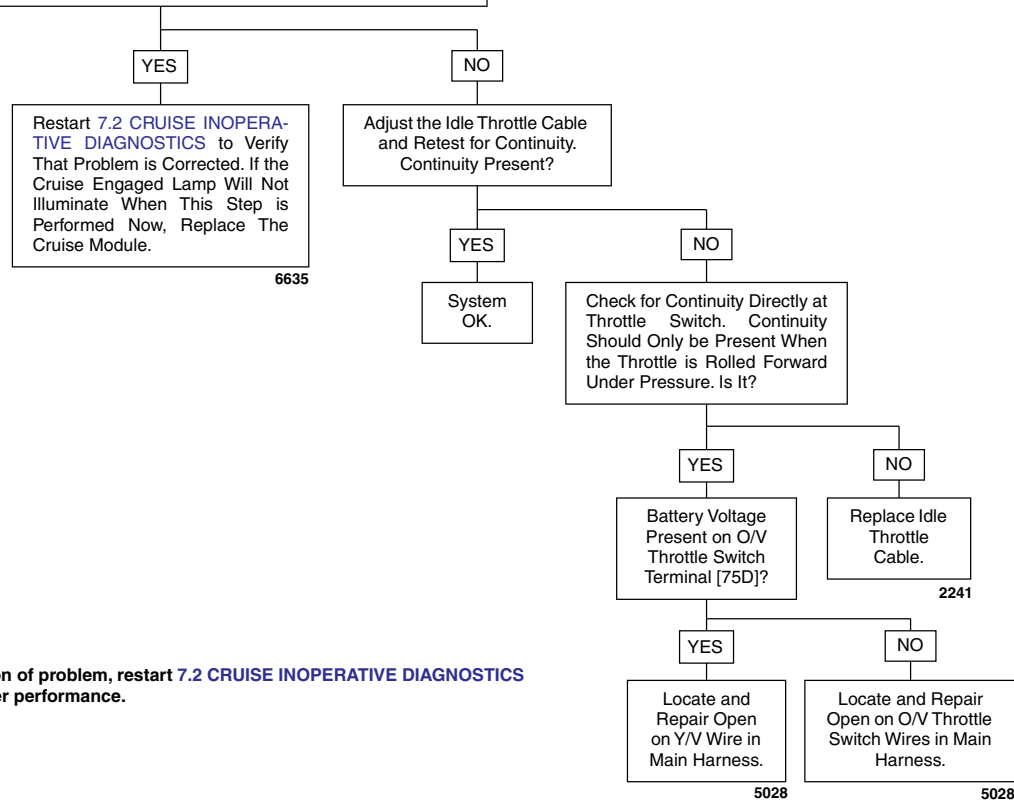 YES
NO
Restart 7.2 CRUISE INOPERA-
TIVE DIAGNOSTICS to Verify
That Problem is Corrected. If the
Cruise Engaged Lamp Will Not
Illuminate When This Step is
Performed Now, Replace The
Cruise Module.
6635
Adjust the Idle Throttle Cable
and Retest for Continuity.
Continuity Present?
YES
NO
System
OK.
Check for Continuity Directly at
Throttle Switch. Continuity
Should Only be Present When
the Throttle is Rolled Forward
Under Pressure. Is It?
YES
NO
Battery Voltage
Present on O/V
Throttle Switch
Terminal [75D]?
Replace Idle
Throttle
Cable.
2241
YES
NO
Locate and
Repair Open
on Y/V Wire in
Main Harness.
5028
Locate and Repair
Open on O/V Throttle
Switch Wires in Main
Harness.
5028
of problem, restart 7.2 CRUISE INOPERATIVE DIAGNOSTICS
performance.